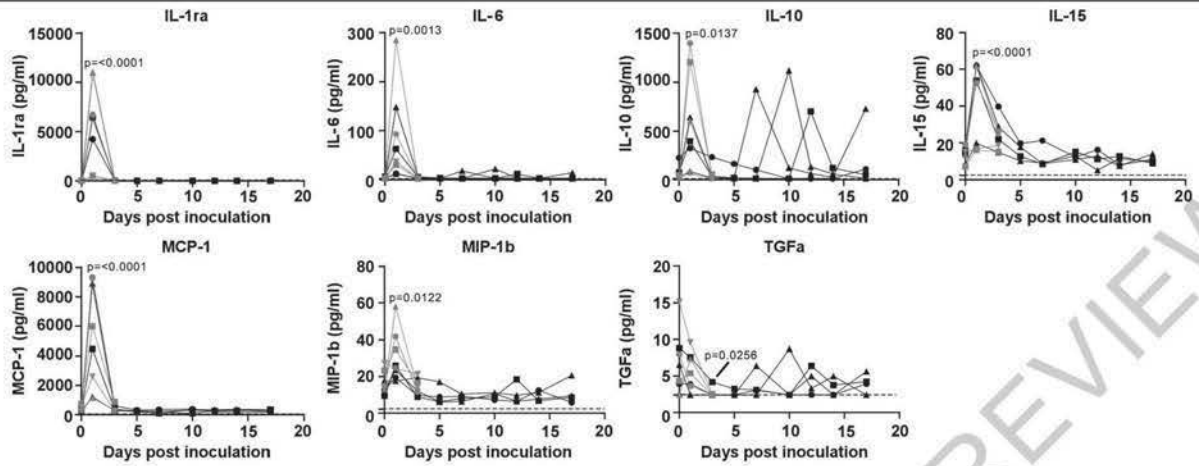 IL-1ra
IL-1ra (pg/ml)
15000
10000
5000
0
p=<0.0001
0 5 10 15 20
Days post inoculation
IL-6
IL-6 (pg/ml)
300
200
100
0
p=0.0013
0 5 10 15 20
Days post inoculation
IL-10
IL-10 (pg/ml)
1500
1000
500
0
p=0.0137
0 5 10 15 20
Days post inoculation
IL-15
IL-15 (pg/ml)
80
60
40
20
0
p=<0.0001
0 5 10 15 20
Days post inoculation
MCP-1
MCP-1 (pg/ml)
10000
8000
6000
4000
2000
0
p=<0.0001
0 5 10 15 20
Days post inoculation
MIP-1b
MIP-1b (pg/ml)
80
60
40
20
0
p=0.0122
0 5 10 15 20
Days post inoculation
TGFa
TGFa (pg/ml)
20
15
10
5
0
p=0.0256
0 5 10 15 20
Days post inoculation
REVIEW